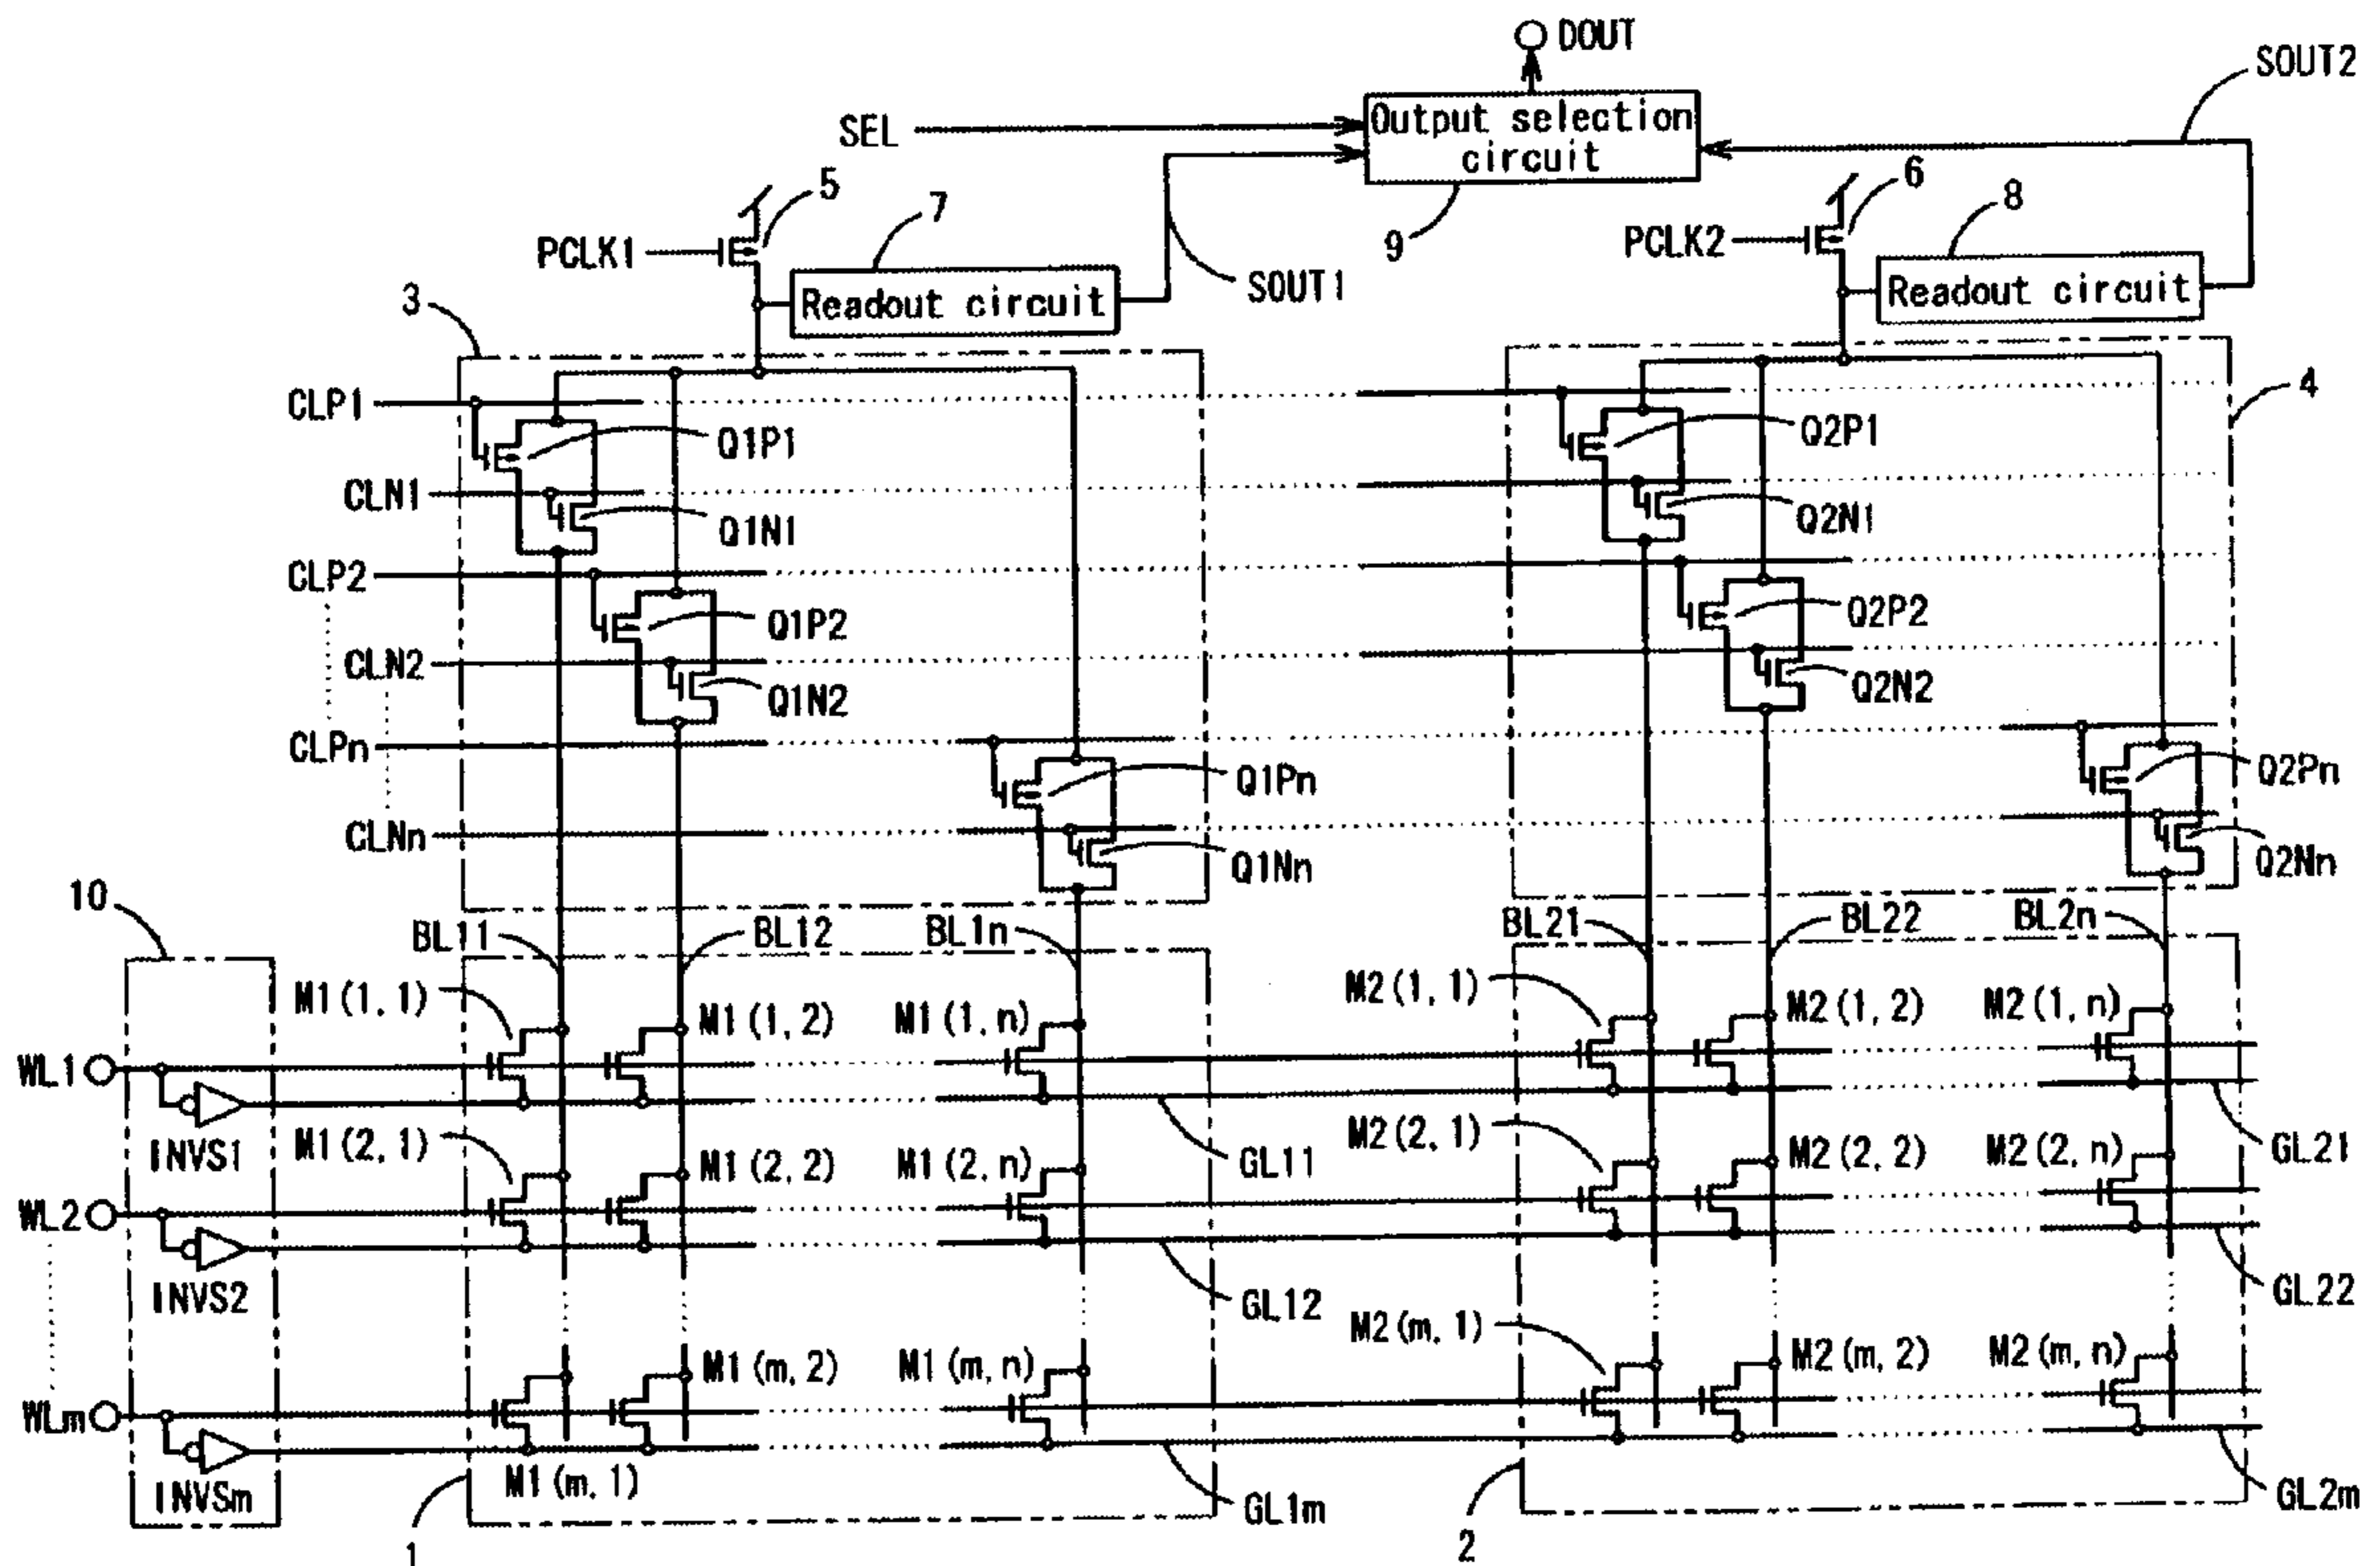 DOUT
SOUT2
SEL
Output selection
circuit
5
7
6
8
PCLK1
9
PCLK2
Readout circuit
SOUT1
Readout circuit
3
4
CLP1
Q1P1
Q2P1
CLN1
Q1N1
Q2N1
CLP2
Q1P2
Q2P2
CLN2
Q1N2
Q2N2
CLPn
Q1Pn
Q2Pn
CLNn
Q1Nn
Q2Nn
10
BL11
BL12
BL1n
BL21
BL22
BL2n
M1(1,1)
M1(1,2)
M1(1,n)
M2(1,1)
M2(1,2)
M2(1,n)
WL1
INVS1
M1(2,1)
GL11
M2(2,1)
GL21
M1(2,2)
M1(2,n)
M2(2,2)
M2(2,n)
WL2
INVS2
GL12
GL22
M2(m,1)
M1(m,2)
M1(m,n)
M2(m,2)
M2(m,n)
WLm
INVSm
M1(m,1)
GL1m
GL2m
1
2